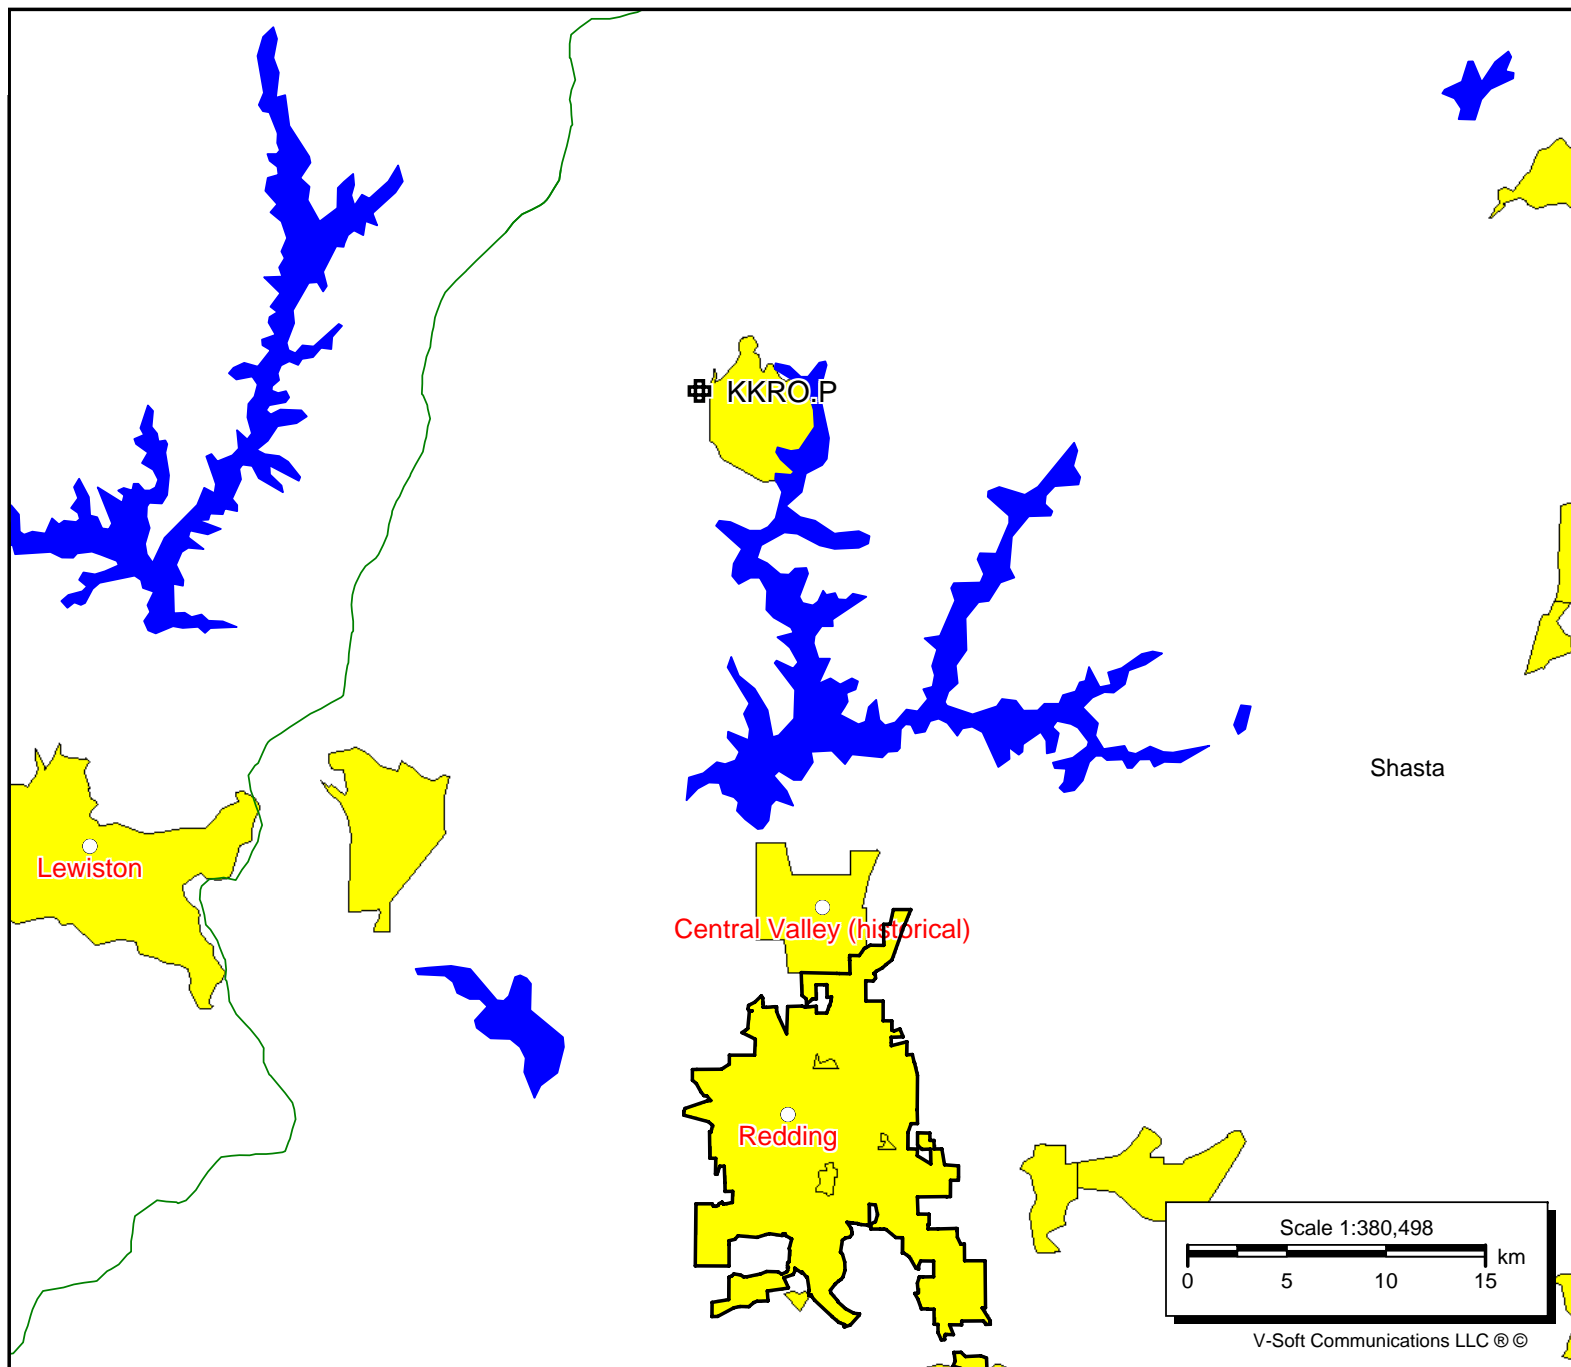 KKRO.P
Shasta
Lewiston
Central Valley (historical)
Redding
Scale 1:380,498
km
0 5 10 15
V-Soft Communications LLC ® ©